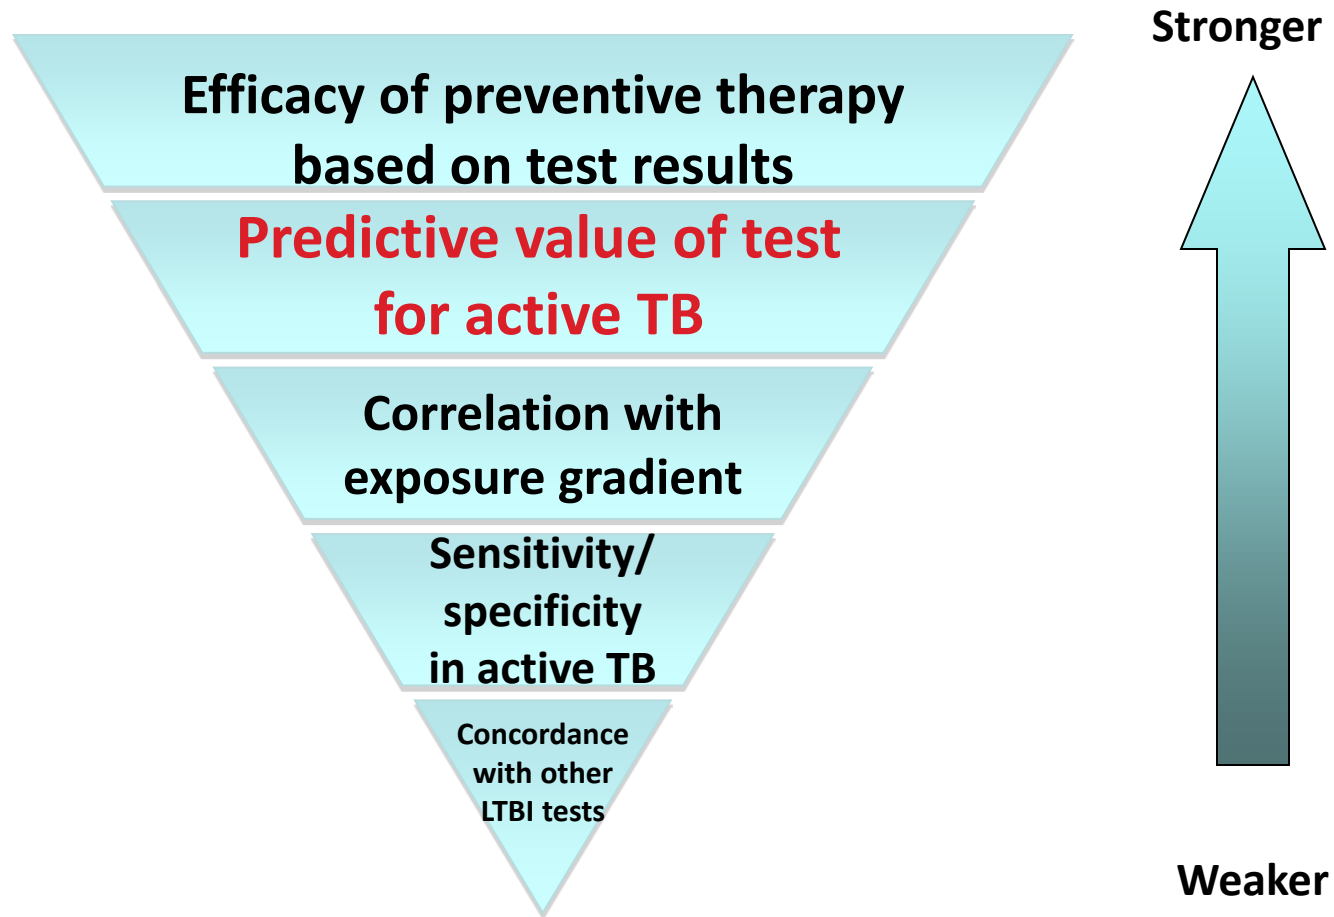 Stronger
Efficacy of preventive therapy
based on test results
Predictive value of test
for active TB
Correlation with
exposure gradient
Sensitivity/
specificity
in active TB
Concordance
with other
LTBI tests
Weaker